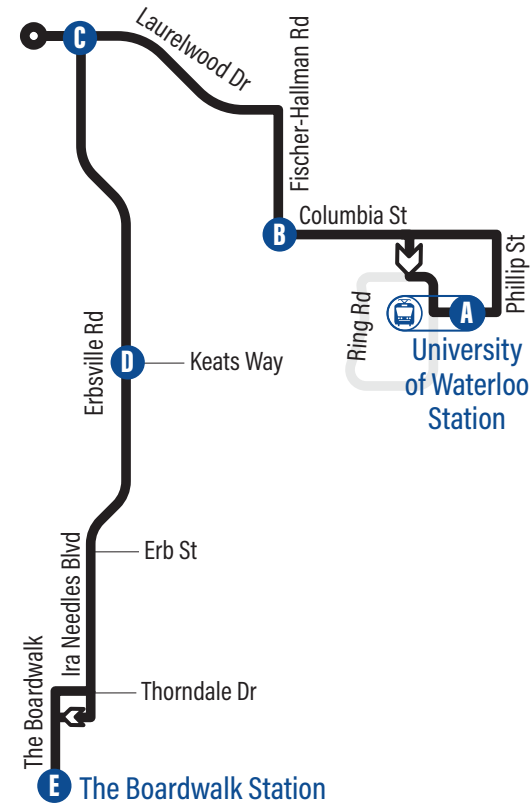 C
Laurelwood Dr
Fischer-Hallman Rd
B
Columbia St
Phillip St
Ring Rd
A
University
of Waterloo
Station
Erbsville Rd
D
Keats Way
Ira Needles Blvd
Erb St
The Boardwalk
Thorndale Dr
E
The Boardwalk Station